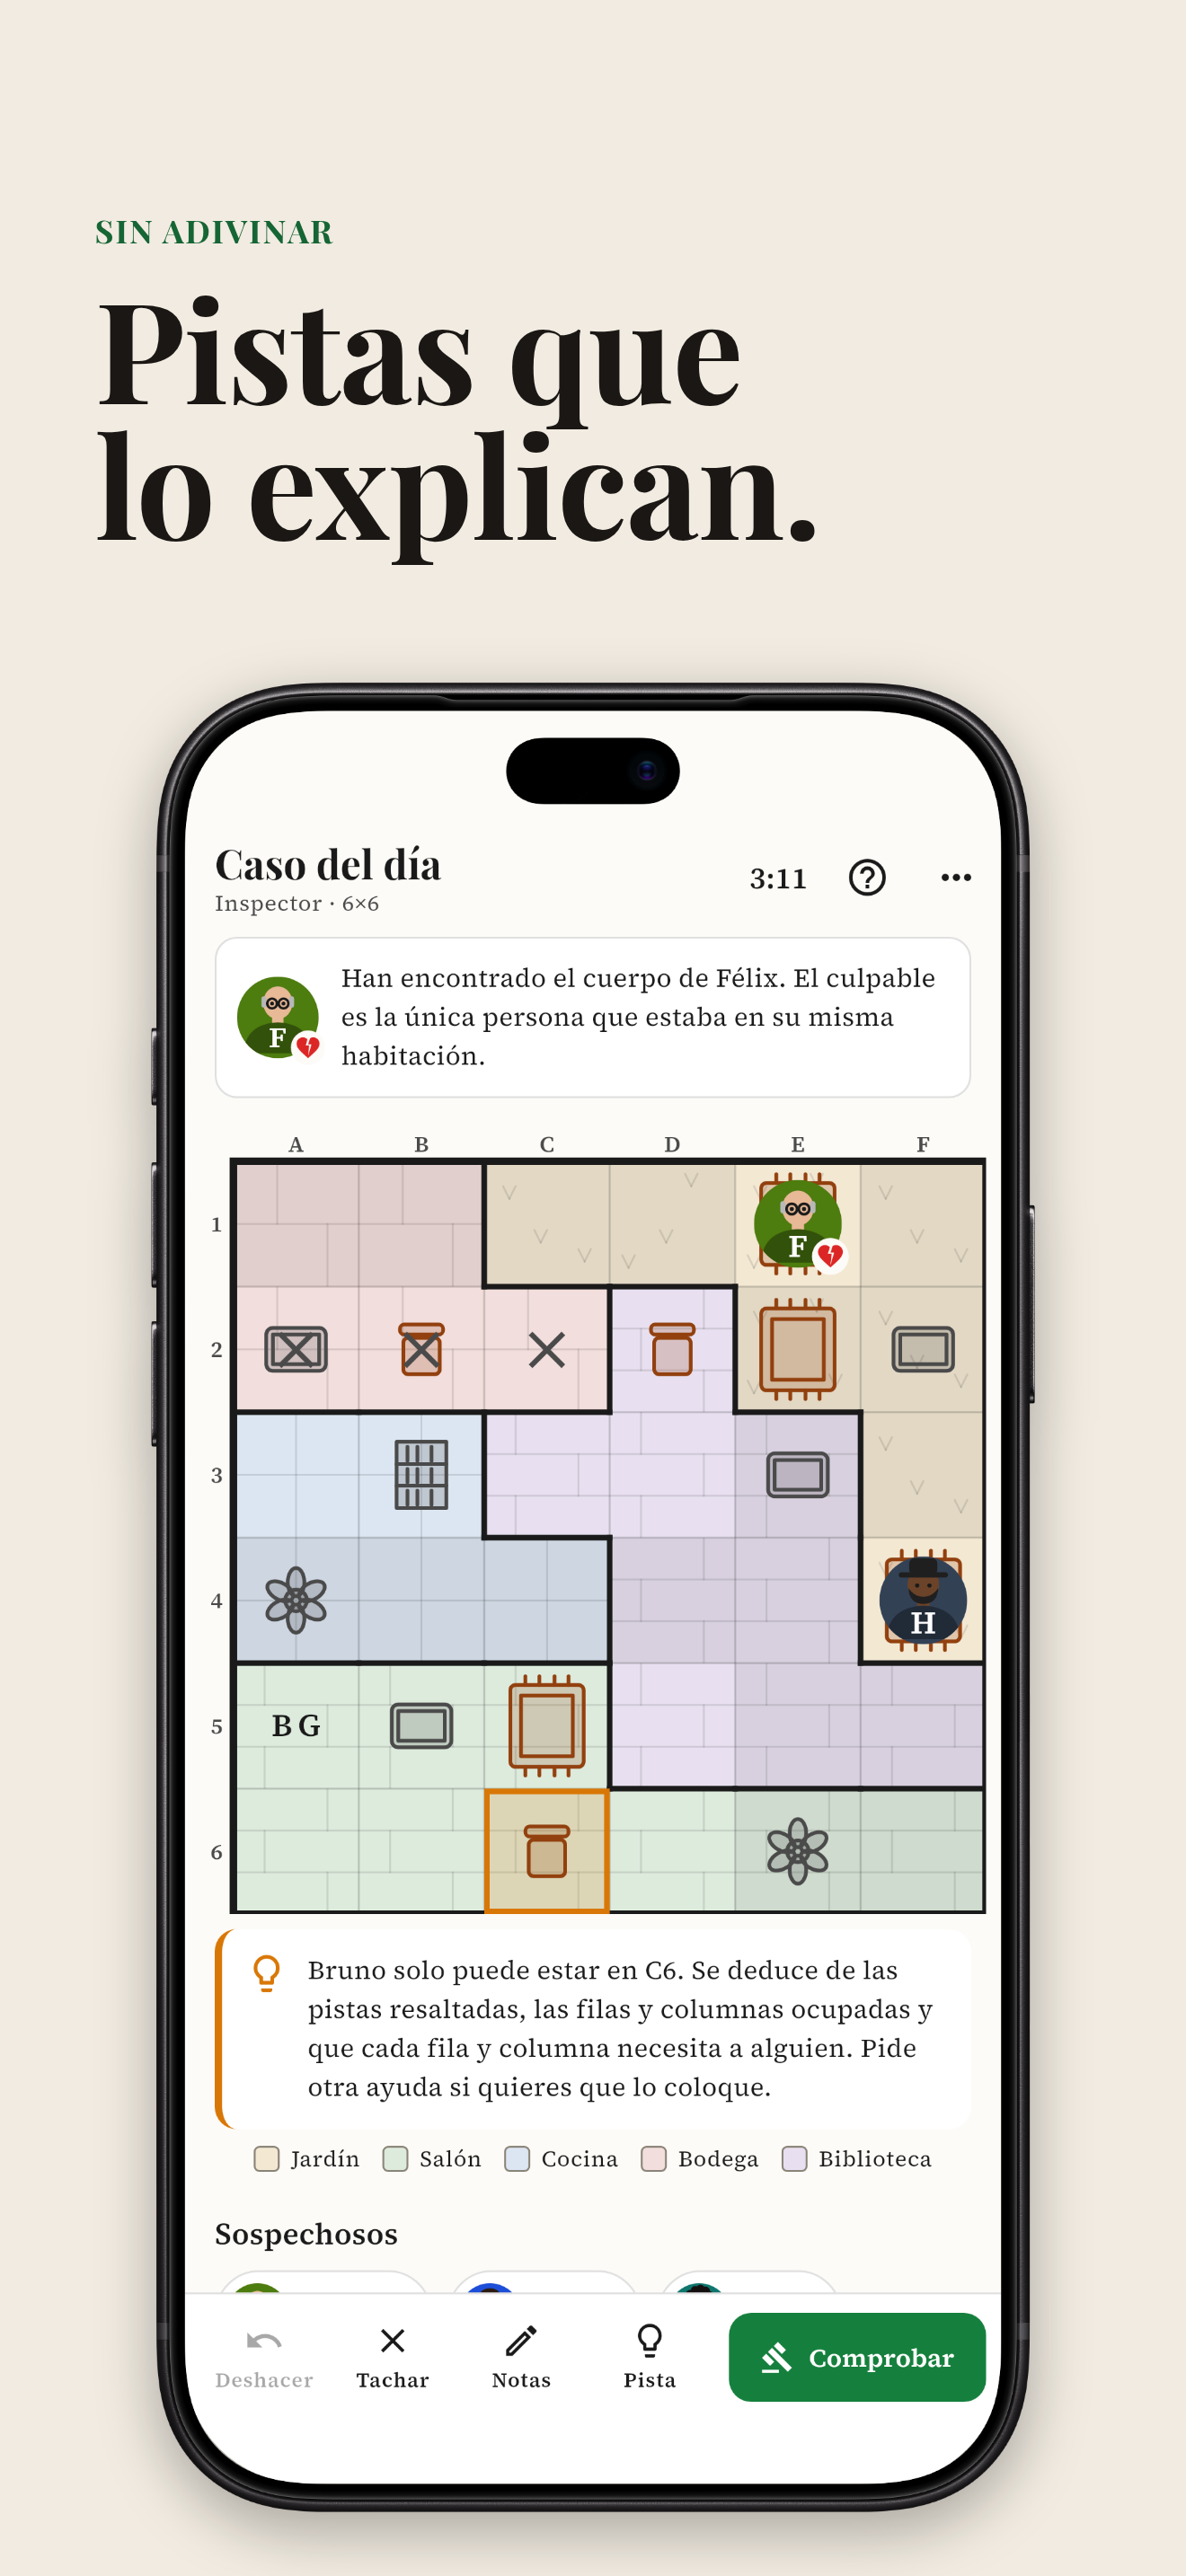 SIN ADIVINAR
Pistas que
lo explican.
Caso del día
Inspector · 6×6
3:11
?
F
Han encontrado el cuerpo de Félix. El culpable
es la única persona que estaba en su misma
habitación.
A B C D E F
1
F
2
3
4
H
5
B G
6
Bruno solo puede estar en C6. Se deduce de las
pistas resaltadas, las filas y columnas ocupadas y
que cada fila y columna necesita a alguien. Pide
otra ayuda si quieres que lo coloque.
Jardín Salón Cocina Bodega Biblioteca
Sospechosos
Deshacer Tachar Notas Pista Comprobar